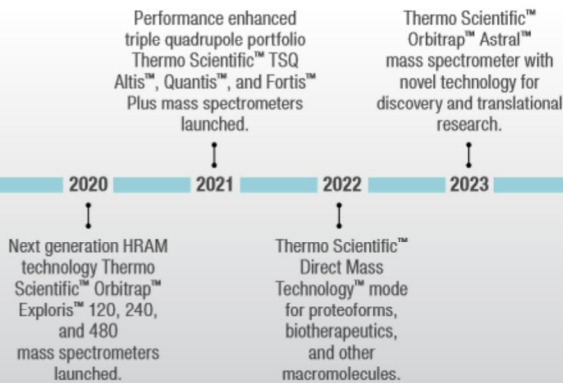 Performance enhanced
triple quadrupole portfolio
Thermo Scientific™ TSQ
Altis™, Quantis™, and Fortis™
Plus mass spectrometers
launched.
Thermo Scientific™
Orbitrap™ Astral™
mass spectrometer with
novel technology for
discovery and translational
research.
2020
2021
2022
2023
Next generation HRAM
technology Thermo
Scientific™ Orbitrap™
Exploris™ 120, 240,
and 480
mass spectrometers
launched.
Thermo Scientific™
Direct Mass
Technology™ mode
for proteoforms,
biotherapeutics,
and other
macromolecules.